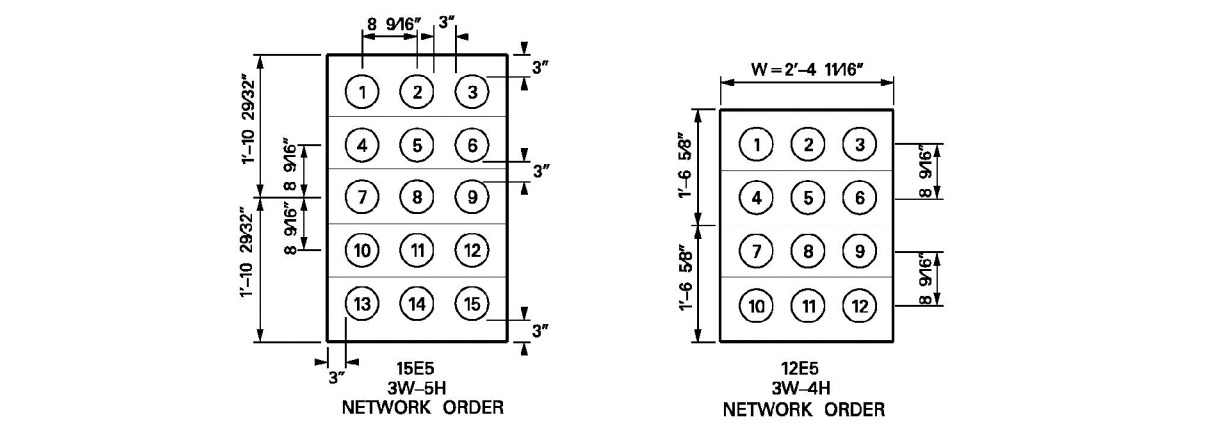 8 9/16" 3"
3"
1'-10 29/32"
1 2 3
4 5 6
8 9/16"
3"
7 8 9
8 9/16"
1'-10 29/32"
10 11 12
13 14 15
3"
3"
15E5
3W-5H
NETWORK ORDER
W = 2'-4 11/16"
1'-6 5/8"
1 2 3
8 9/16"
4 5 6
1'-6 5/8"
7 8 9
8 9/16"
10 11 12
12E5
3W-4H
NETWORK ORDER